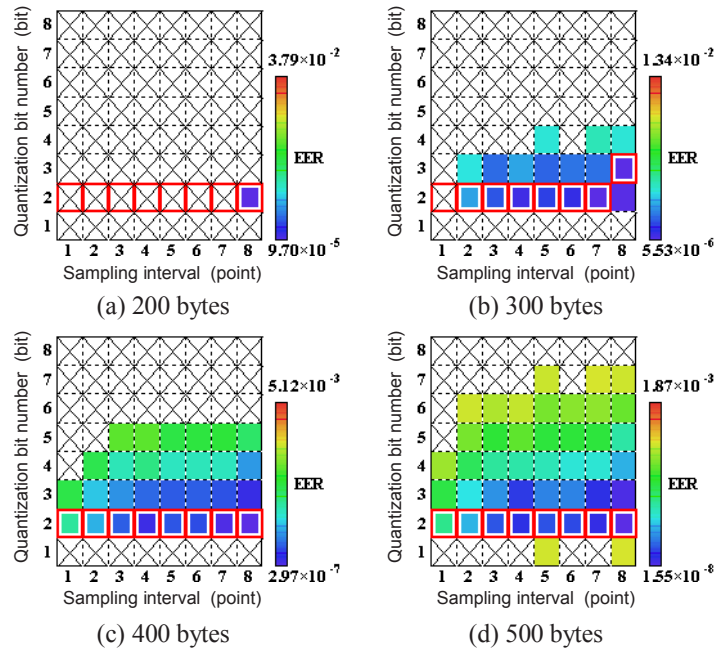 Quantization bit number (bit)
8
7
6
5
4
3
2
1
1 2 3 4 5 6 7 8
Sampling interval (point)
3.79×10 -2
EER
9.70×10 -5
(a) 200 bytes
Quantization bit number (bit)
8
7
6
5
4
3
2
1
1 2 3 4 5 6 7 8
Sampling interval (point)
1.34×10 -2
EER
5.53×10 -6
(b) 300 bytes
Quantization bit number (bit)
8
7
6
5
4
3
2
1
1 2 3 4 5 6 7 8
Sampling interval (point)
5.12×10 -3
EER
2.97×10 -7
(c) 400 bytes
Quantization bit number (bit)
8
7
6
5
4
3
2
1
1 2 3 4 5 6 7 8
Sampling interval (point)
1.87×10 -3
EER
1.55×10 -8
(d) 500 bytes